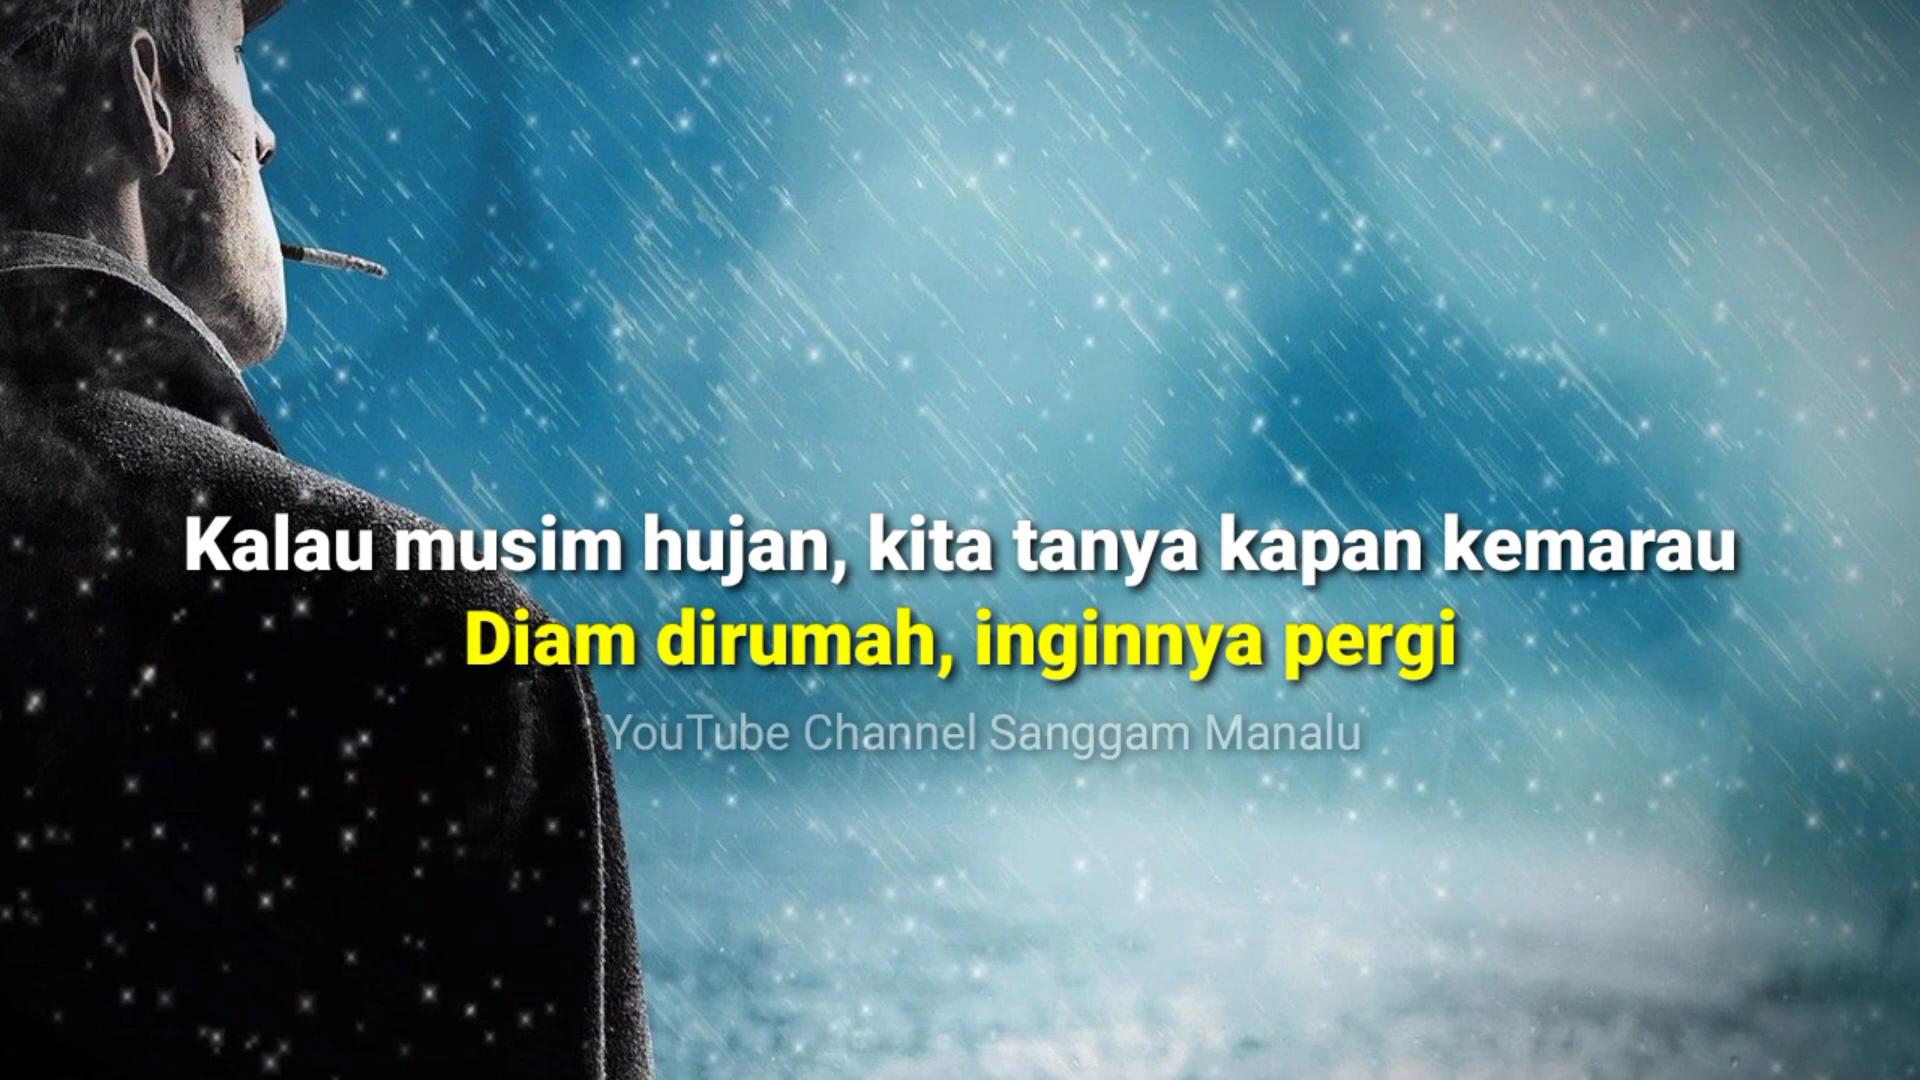 Kalau musim hujan, kita tanya kapan kemarau
Diam dirumah, inginnya pergi
YouTube Channel Sanggam Manalu